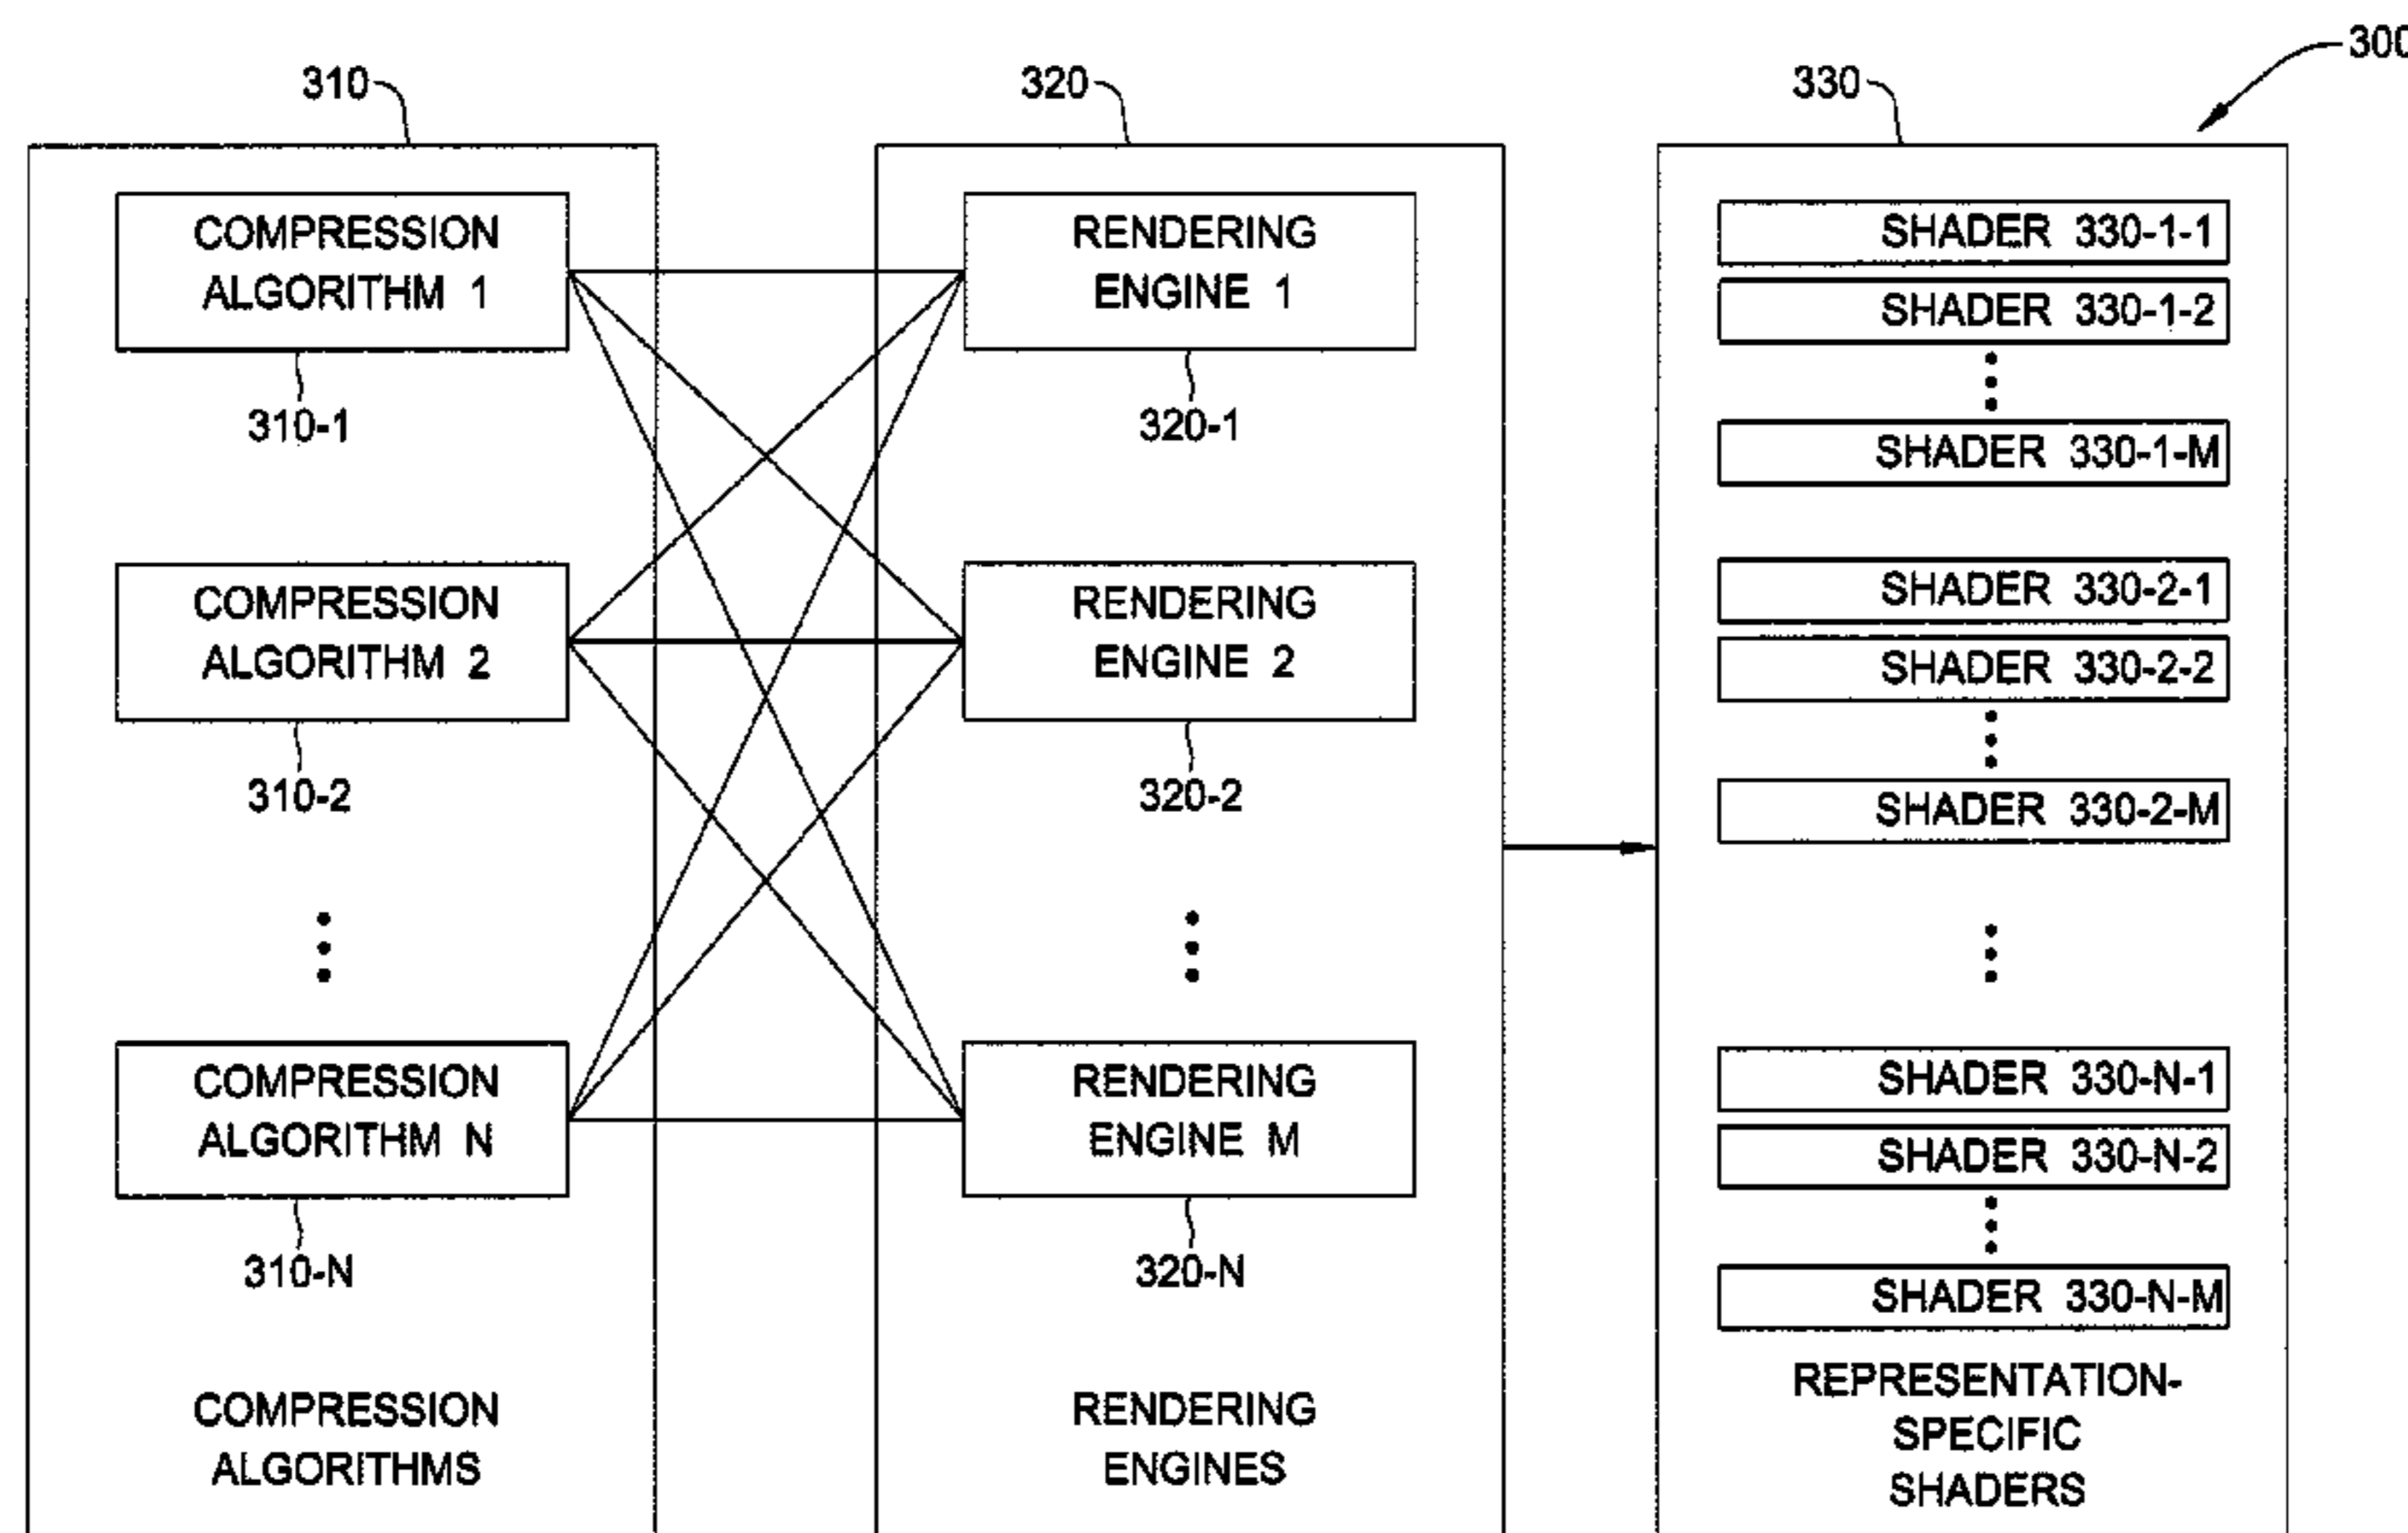 300
310
320
330
COMPRESSION
ALGORITHM 1
310-1
COMPRESSION
ALGORITHM 2
310-2
COMPRESSION
ALGORITHM N
310-N
COMPRESSION
ALGORITHMS
RENDERING
ENGINE 1
320-1
RENDERING
ENGINE 2
320-2
RENDERING
ENGINE M
320-N
RENDERING
ENGINES
SHADER 330-1-1
SHADER 330-1-2
SHADER 330-1-M
SHADER 330-2-1
SHADER 330-2-2
SHADER 330-2-M
SHADER 330-N-1
SHADER 330-N-2
SHADER 330-N-M
REPRESENTATION-
SPECIFIC
SHADERS